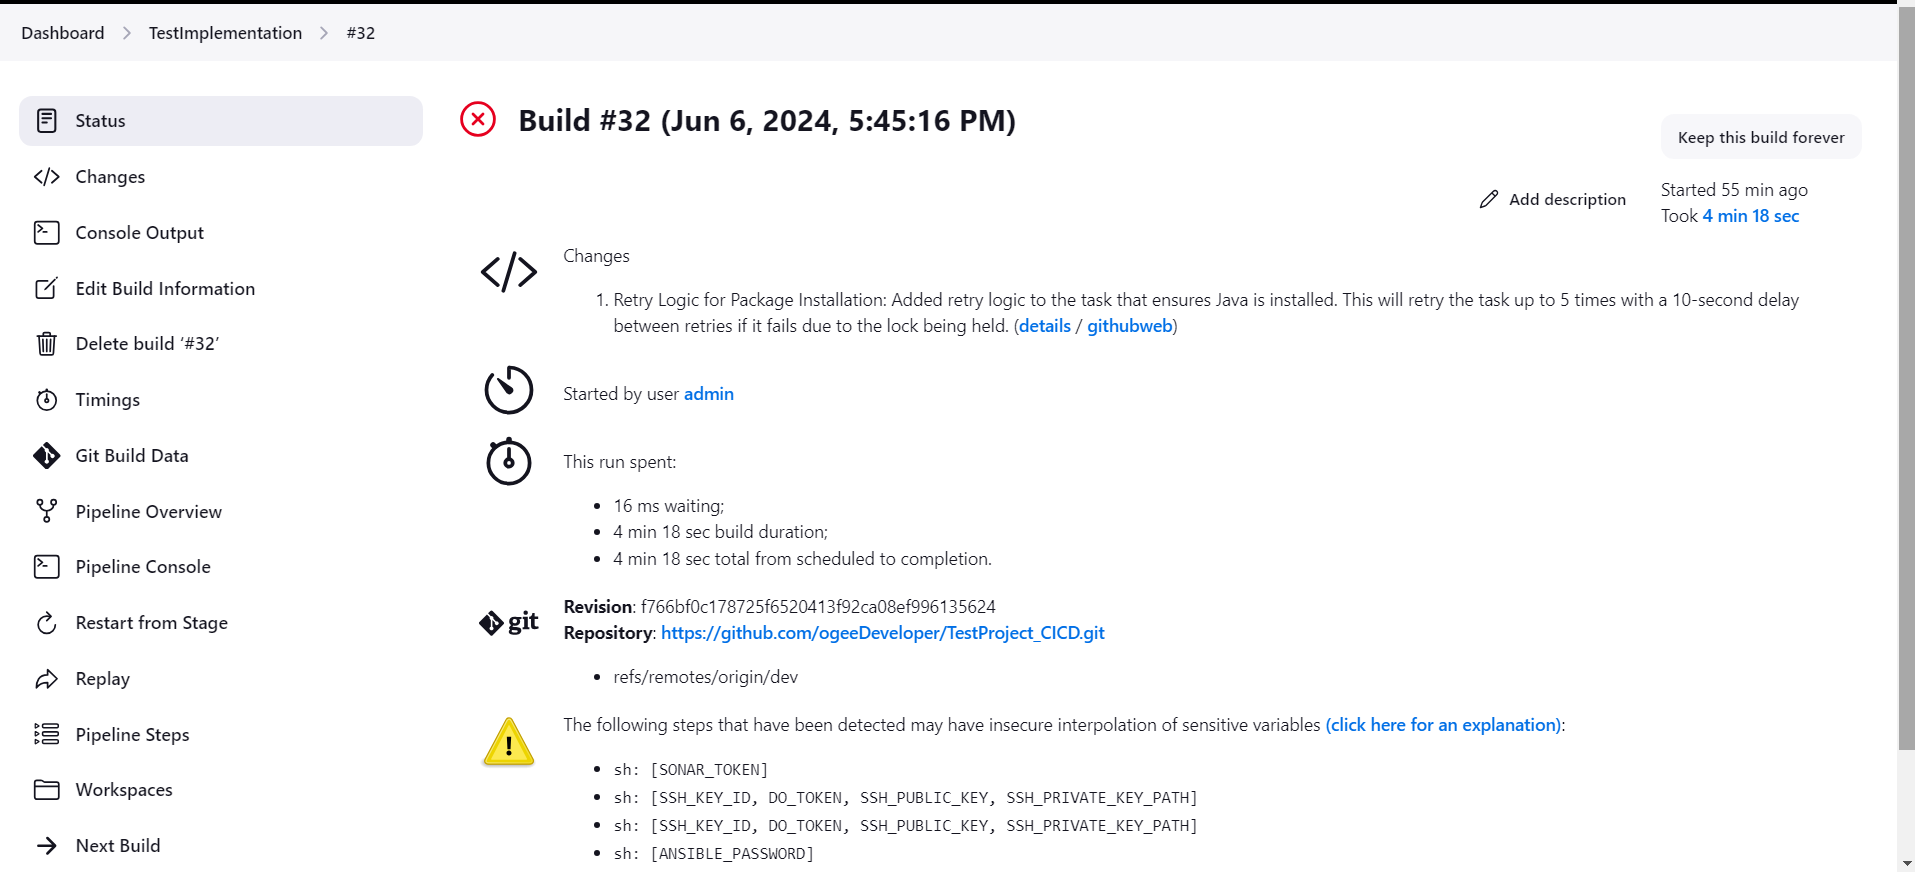 Dashboard
TestImplementation
#32
Status
Changes
Console Output
Edit Build Information
Delete build ‘#32’
Timings
Git Build Data
Pipeline Overview
Pipeline Console
Restart from Stage
Replay
Pipeline Steps
Workspaces
Next Build
Build #32 (Jun 6, 2024, 5:45:16 PM)
Keep this build forever
Add description
Started 55 min ago
Took 4 min 18 sec
Changes
1. Retry Logic for Package Installation: Added retry logic to the task that ensures Java is installed. This will retry the task up to 5 times with a 10-second delay
between retries if it fails due to the lock being held. (details / githubweb)
Started by user admin
This run spent:
• 16 ms waiting;
• 4 min 18 sec build duration;
• 4 min 18 sec total from scheduled to completion.
git
Revision: f766bf0c178725f6520413f92ca08ef996135624
Repository: https://github.com/ogeeDeveloper/TestProject_CICD.git
• refs/remotes/origin/dev
The following steps that have been detected may have insecure interpolation of sensitive variables (click here for an explanation):
• sh: [SONAR_TOKEN]
• sh: [SSH_KEY_ID, DO_TOKEN, SSH_PUBLIC_KEY, SSH_PRIVATE_KEY_PATH]
• sh: [SSH_KEY_ID, DO_TOKEN, SSH_PUBLIC_KEY, SSH_PRIVATE_KEY_PATH]
• sh: [ANSIBLE_PASSWORD]